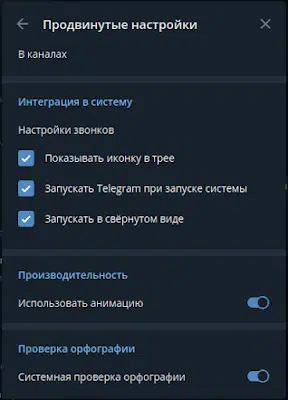 Продвинутые настройки
В каналах
Интеграция в систему
Настройки звонков
Показывать иконку в трее
Запускать Telegram при запуске системы
Запускать в свёрнутом виде
Производительность
Использовать анимацию
Проверка орфографии
Системная проверка орфографии